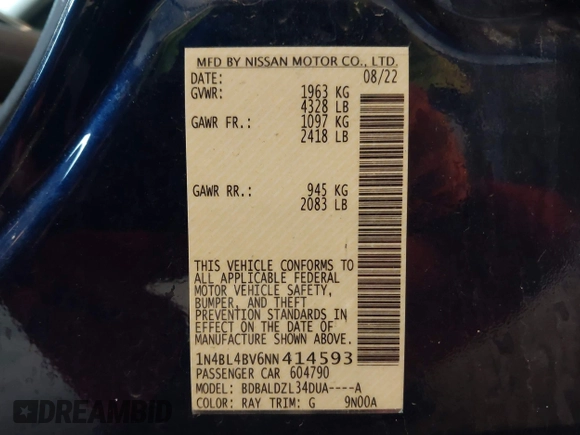 MFD BY NISSAN MOTOR CO., LTD.
DATE: 08/22
GVWR: 1963 KG
4328 LB
GAWR FR.: 1097 KG
2418 LB
GAWR RR.: 945 KG
2083 LB
THIS VEHICLE CONFORMS TO
ALL APPLICABLE FEDERAL
MOTOR VEHICLE SAFETY,
BUMPER, AND THEFT
PREVENTION STANDARDS IN
EFFECT ON THE DATE OF
MANUFACTURE SHOWN ABOVE.
1N4BL4BV6NN414593
PASSENGER CAR 604790
MODEL: BDBALDZL34DUA----A
COLOR: RAY TRIM: G 9N00A
DREAMBID